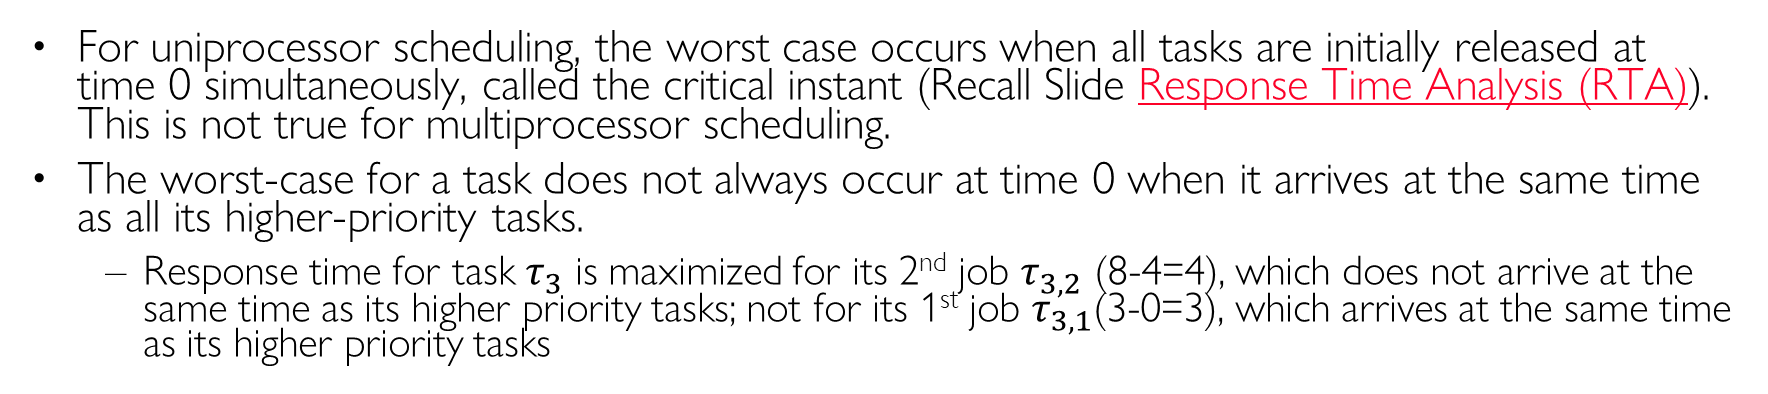 • For uniprocessor scheduling, the worst case occurs when all tasks are initially released at
time 0 simultaneously, called the critical instant (Recall Slide Response Time Analysis (RTA)).
This is not true for multiprocessor scheduling.
• The worst-case for a task does not always occur at time 0 when it arrives at the same time
as all its higher-priority tasks.
– Response time for task τ₃ is maximized for its 2ⁿᵈ job τ₃,₂ (8-4=4), which does not arrive at the
same time as its higher priority tasks; not for its 1ˢᵗ job τ₃,₁(3-0=3), which arrives at the same time
as its higher priority tasks